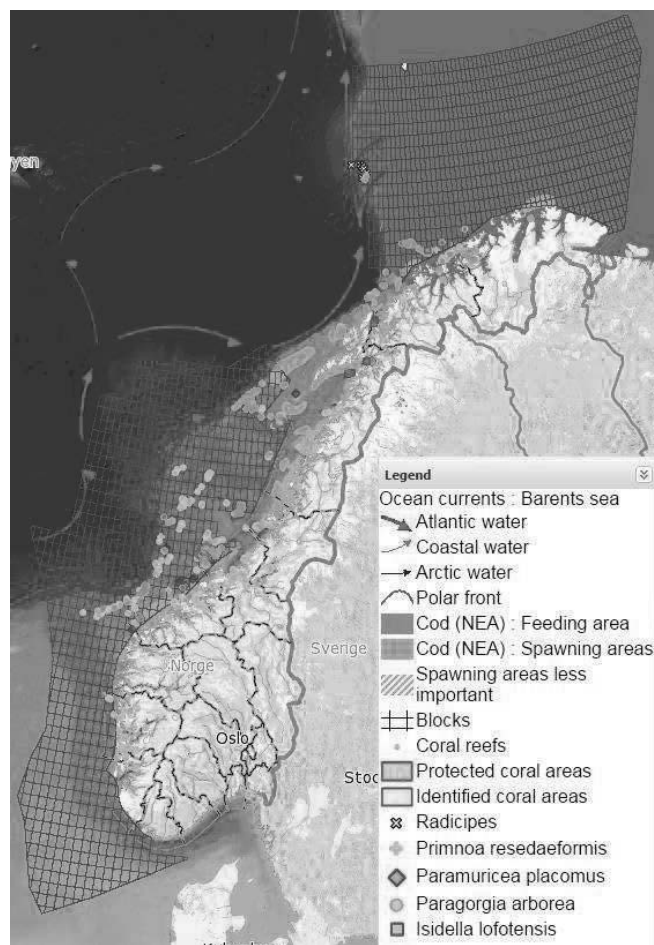 yen
Norge
Sverige
Oslo
Stoc
Legend
Ocean currents : Barents sea
Atlantic water
Coastal water
Arctic water
Polar front
Cod (NEA) : Feeding area
Cod (NEA) : Spawning areas
Spawning areas less
important
Blocks
Coral reefs
Protected coral areas
Identified coral areas
Radicipes
Primnoa resedaeformis
Paramuricea placomus
Paragorgia arborea
Isidella lofotensis